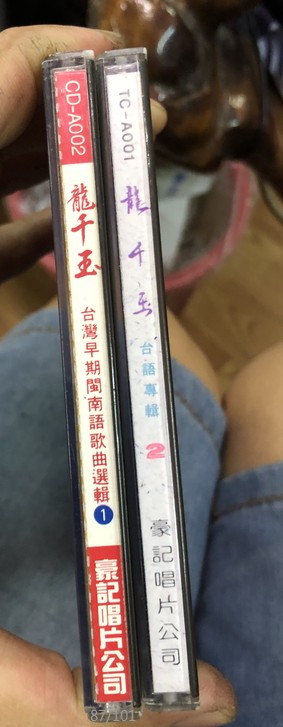 CD-A002
龍千玉
台灣早期閩南語歌曲選輯 1
豪記唱片公司
TC-A001
龍千玉
台語專輯 2
豪記唱片公司
877101